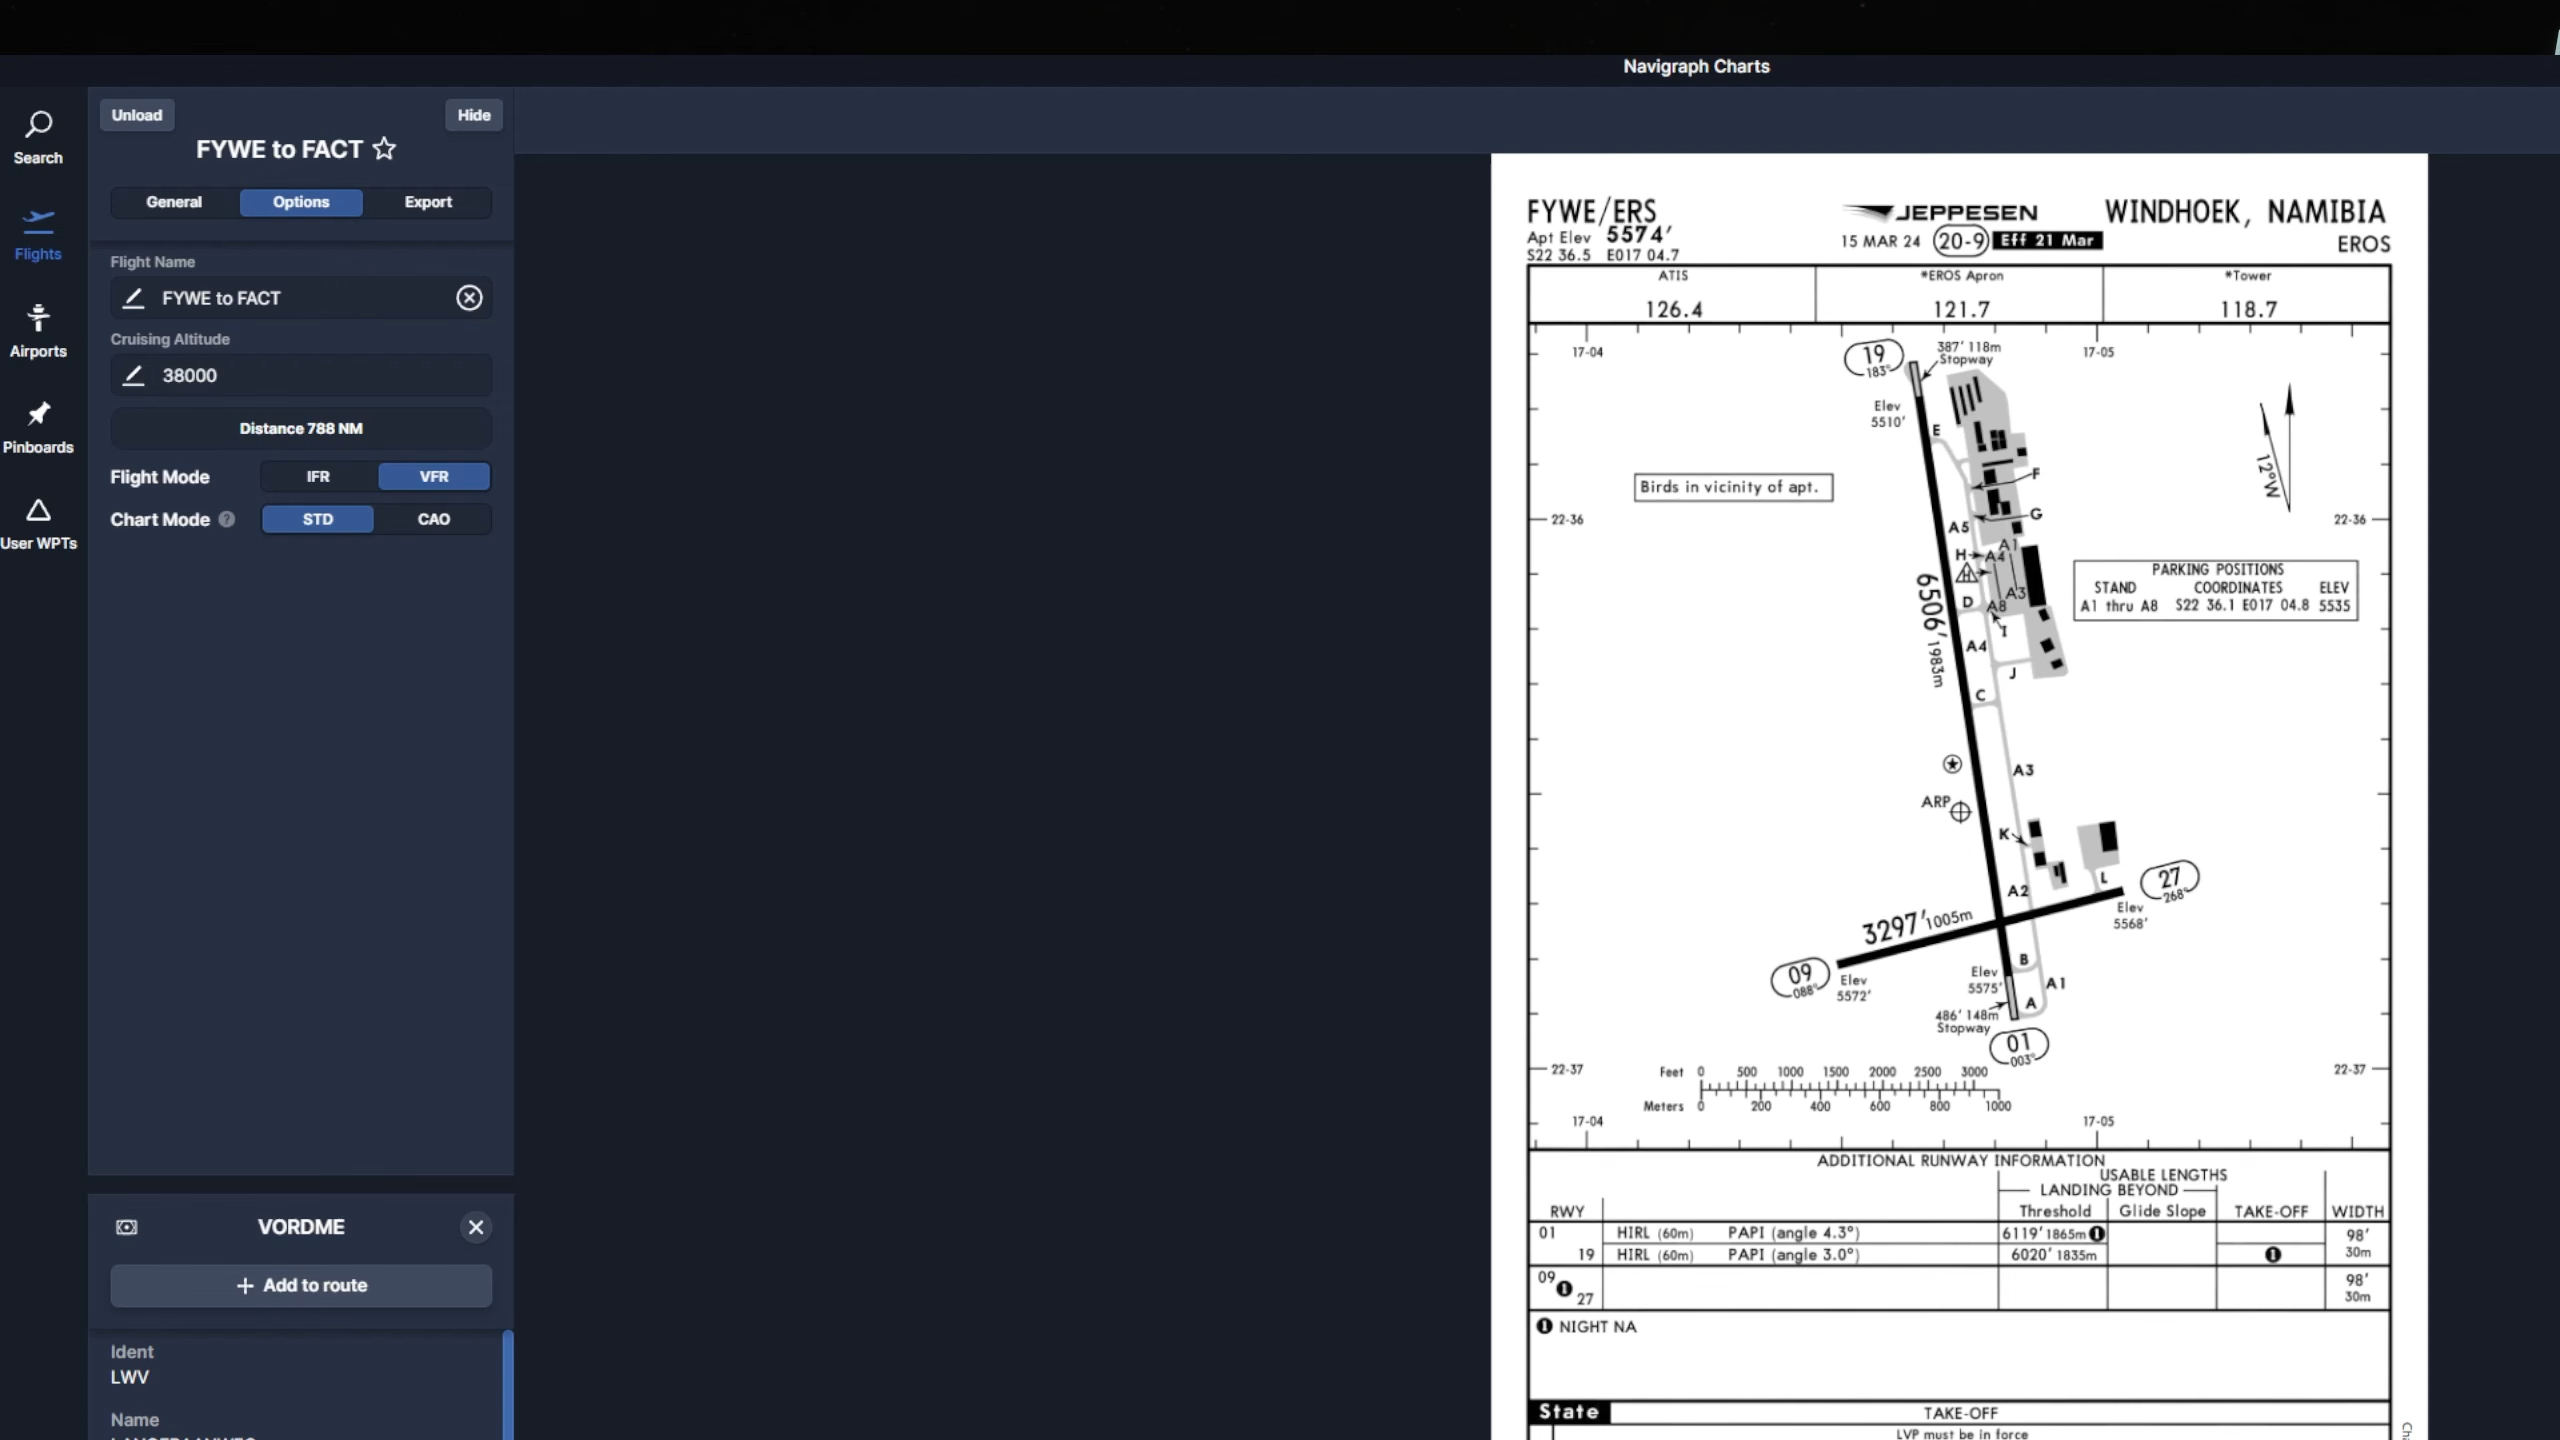 Navigraph Charts
Search
Flights
Airports
Pinboards
User WPTs
Unload
Hide
FYWE to FACT
General
Options
Export
Flight Name
FYWE to FACT
Cruising Altitude
38000
Distance 788 NM
Flight Mode
IFR
VFR
Chart Mode ?
STD
CAO
VORDME
+ Add to route
Ident
LWV
Name
FYWE/ERS
Apt Elev 5574'
S22 36.5 E017 04.7
JEPPESEN
15 MAR 24 20-9 Eff 21 Mar
WINDHOEK, NAMIBIA
EROS
ATIS
126.4
*EROS Apron
121.7
*Tower
118.7
17-04
17-05
19
183°
387' 118m
Stopway
Elev
5510'
E
Birds in vicinity of apt.
12°W
F
G
22-36
22-36
A5
A1
H
A4
H
A3
D
A8
I
6506' 1983m
A4
J
C
PARKING POSITIONS
STAND COORDINATES ELEV
A1 thru A8 S22 36.1 E017 04.8 5535
A3
ARP
K
A2
L
27
268°
Elev
5568'
3297' 1005m
09
088°
Elev
5572'
B
Elev
5575'
A1
A
486' 148m
Stopway
01
003°
22-37
22-37
Feet 0 500 1000 1500 2000 2500 3000
Meters 0 200 400 600 800 1000
17-04
17-05
ADDITIONAL RUNWAY INFORMATION
USABLE LENGTHS
LANDING BEYOND
RWY Threshold Glide Slope TAKE-OFF WIDTH
01 HIRL (60m) PAPI (angle 4.3°) 6119' 1865m 1 98'
19 HIRL (60m) PAPI (angle 3.0°) 6020' 1835m 1 30m
09 1 98'
27 30m
1 NIGHT NA
State TAKE-OFF
LVP must be in force